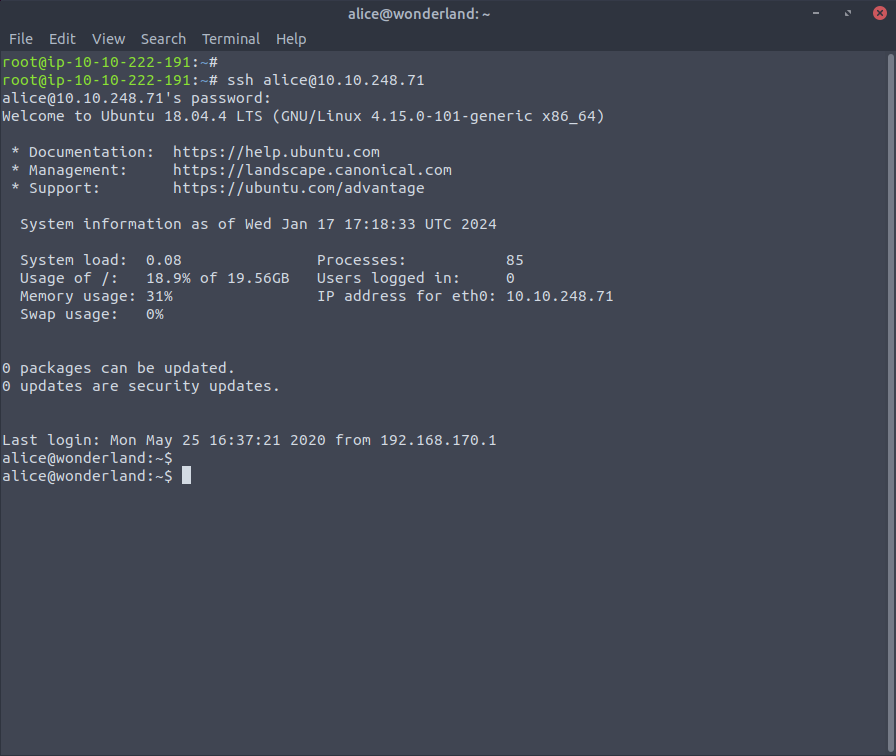 alice@wonderland: ~
File Edit View Search Terminal Help
root@ip-10-10-222-191:~#
root@ip-10-10-222-191:~# ssh alice@10.10.248.71
alice@10.10.248.71's password:
Welcome to Ubuntu 18.04.4 LTS (GNU/Linux 4.15.0-101-generic x86_64)
* Documentation:  https://help.ubuntu.com
* Management:     https://landscape.canonical.com
* Support:        https://ubuntu.com/advantage
System information as of Wed Jan 17 17:18:33 UTC 2024
System load:  0.08               Processes:           85
Usage of /:   18.9% of 19.56GB   Users logged in:     0
Memory usage: 31%                IP address for eth0: 10.10.248.71
Swap usage:   0%
0 packages can be updated.
0 updates are security updates.
Last login: Mon May 25 16:37:21 2020 from 192.168.170.1
alice@wonderland:~$
alice@wonderland:~$